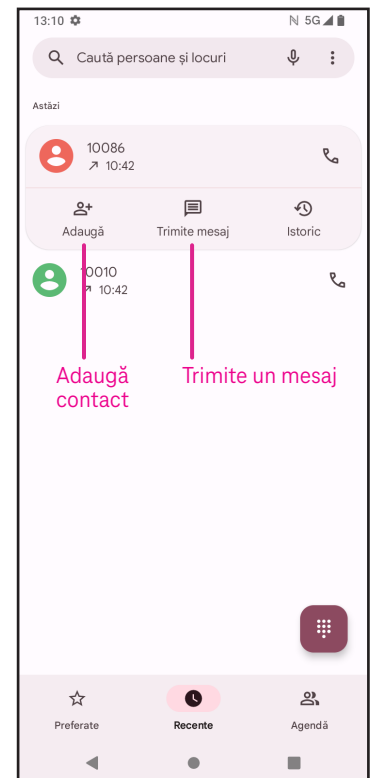 13:10 5G
Caută persoane și locuri
Astăzi
10086
10:42
Adaugă Trimite mesaj Istoric
10010
10:42
Adaugă Trimite un mesaj
contact
Preferate Recente Agendă